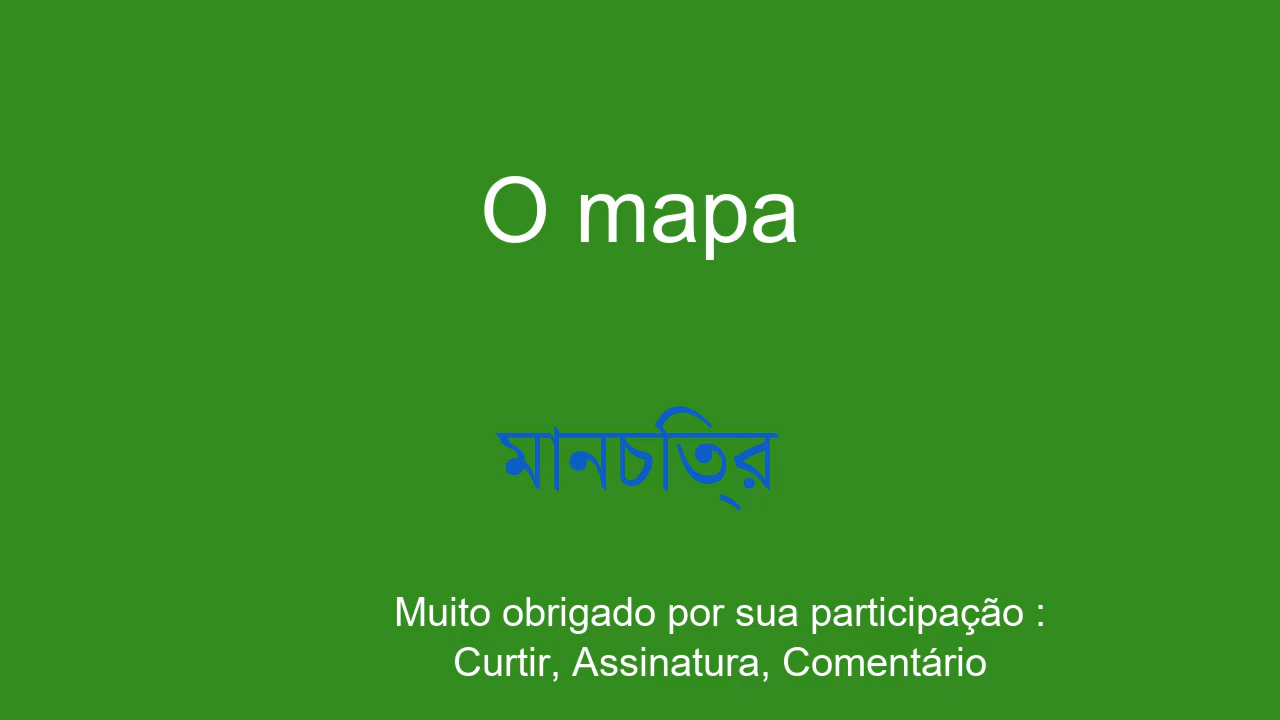 O mapa
মানচিত্র
Muito obrigado por sua participação :
Curtir, Assinatura, Comentário